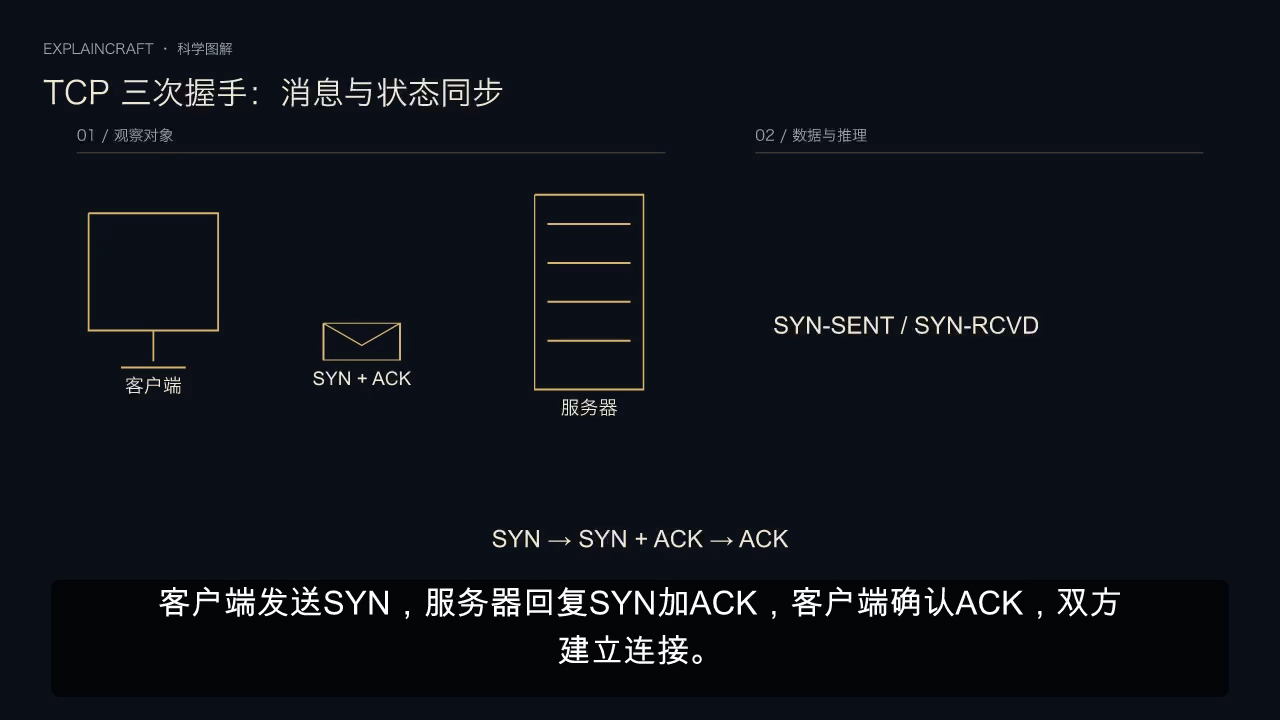 EXPLAINCRAFT · 科学图解
TCP 三次握手：消息与状态同步
01 / 观察对象
02 / 数据与推理
SYN-SENT / SYN-RCVD
SYN + ACK
客户端
服务器
SYN → SYN + ACK → ACK
客户端发送SYN，服务器回复SYN加ACK，客户端确认ACK，双方
建立连接。